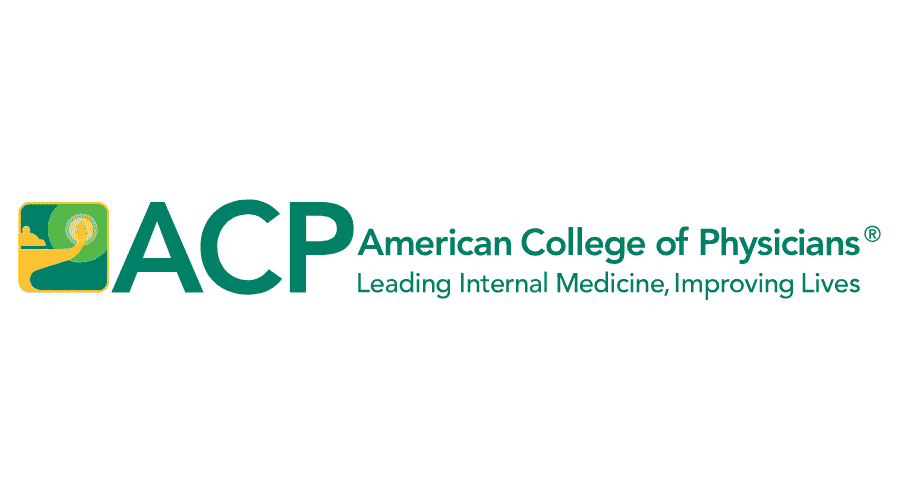 ACP
American College of Physicians®
Leading Internal Medicine, Improving Lives